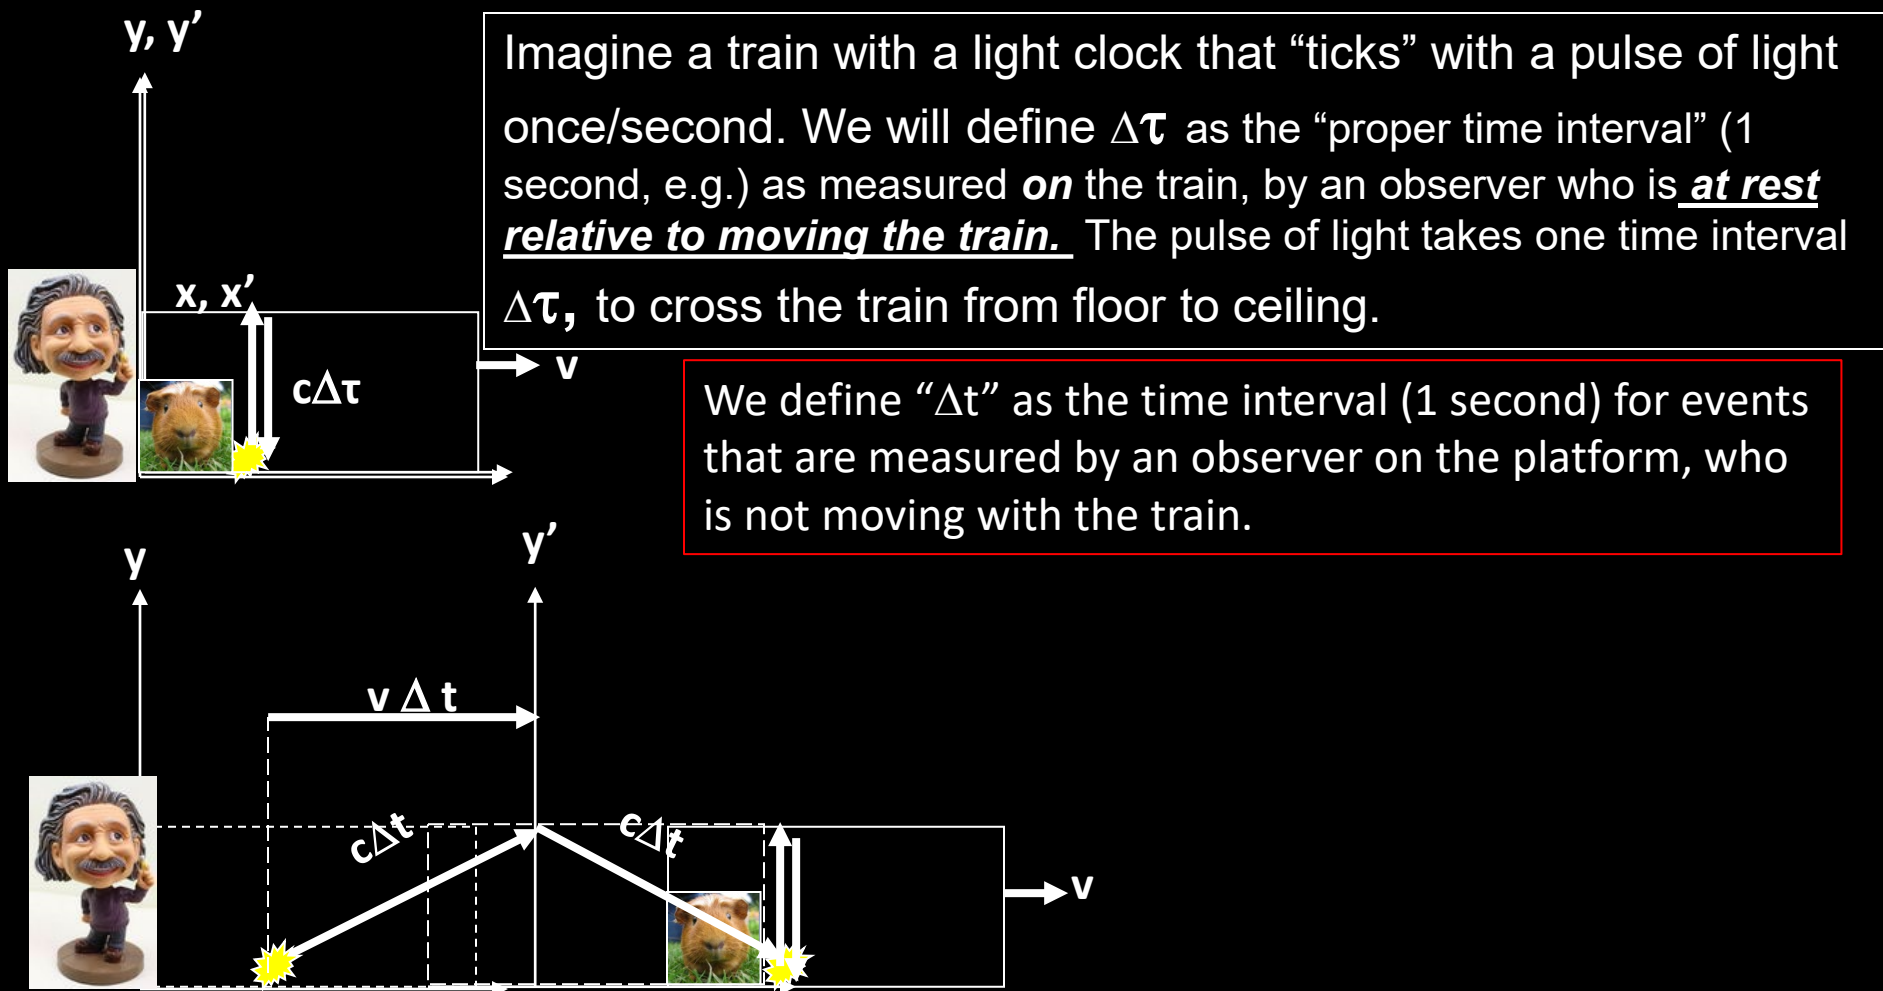 y, y’
Imagine a train with a light clock that “ticks” with a pulse of light
once/second. We will define Δτ as the “proper time interval” (1
second, e.g.) as measured on the train, by an observer who is at rest
relative to moving the train. The pulse of light takes one time interval
Δτ, to cross the train from floor to ceiling.
x, x’
v
cΔτ
We define “Δt” as the time interval (1 second) for events
that are measured by an observer on the platform, who
is not moving with the train.
y
y’
v Δ t
cΔt
cΔt
v